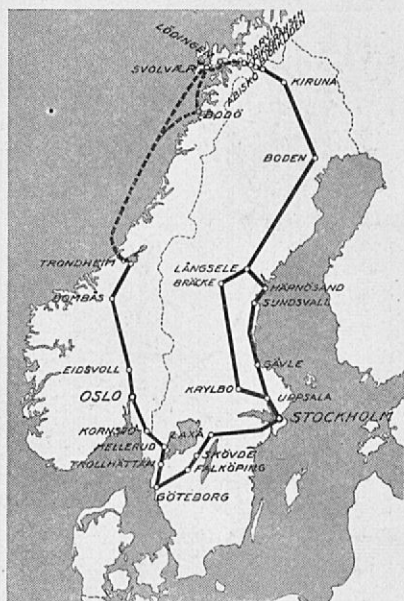 LÖDINGEN
NARVIK
SVOLVÆR
ABISKO
KIRUNA
BODÖ
BODEN
TRONDHEIM
LÅNGSELE
BRÄCKE
HÄRNÖSAND
SUNDSVALL
DOMBÅS
GÄVLE
EIDSVOLL
KRYLBO
UPPSALA
OSLO
STOCKHOLM
KORNSJÖ
LAXÅ
MELLERUD
SKÖVDE
TROLLHÄTTAN
FALKÖPING
GÖTEBORG